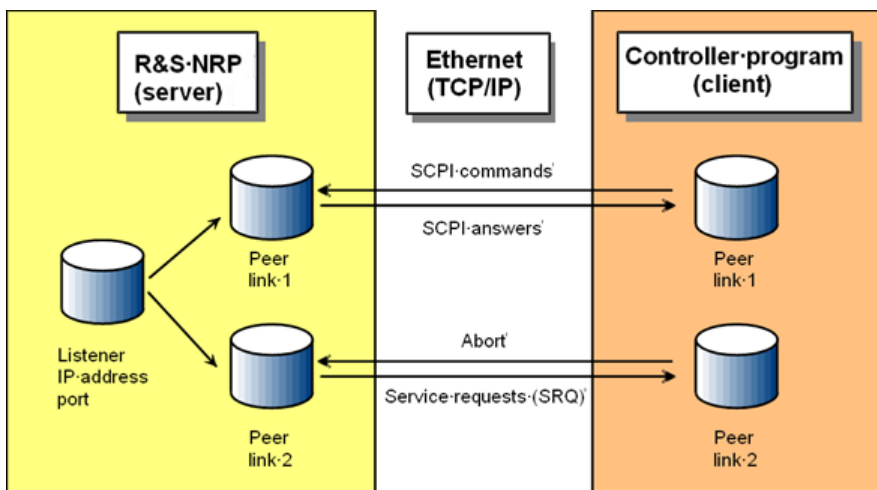 R&S·NRP
(server)
Ethernet
(TCP/IP)
Controller·program
(client)
SCPI·commands
SCPI·answers
Peer
link·1
Peer
link·1
Listener
IP·address
port
Abort
Service·requests·(SRQ)
Peer
link·2
Peer
link·2